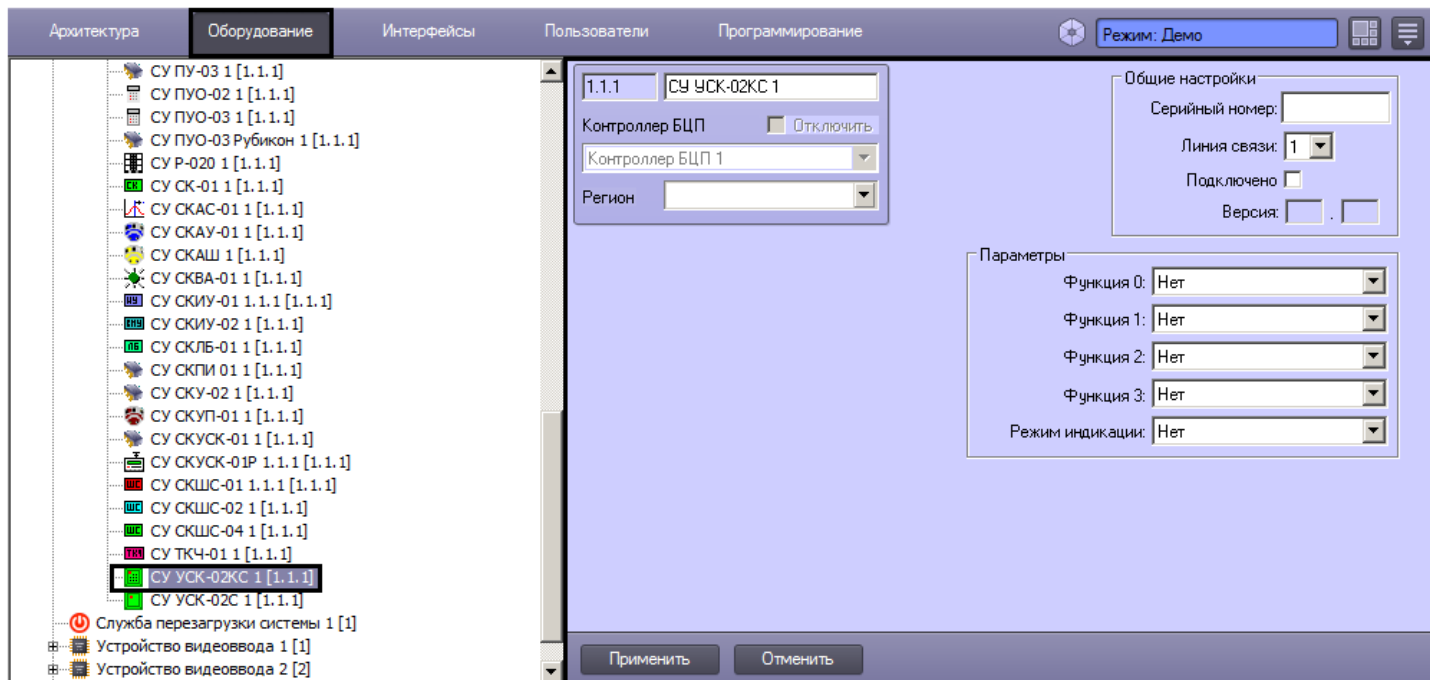 Архитектура Оборудование Интерфейсы Пользователи Программирование Режим: Демо
СУ ПУ-03 1 [1.1.1]
СУ ПУО-02 1 [1.1.1]
СУ ПУО-03 1 [1.1.1]
СУ ПУО-03 Рубикон 1 [1.1.1]
СУ Р-020 1 [1.1.1]
СУ СК-01 1 [1.1.1]
СУ СКАС-01 1 [1.1.1]
СУ СКАУ-01 1 [1.1.1]
СУ СКАШ 1 [1.1.1]
СУ СКВА-01 1 [1.1.1]
СУ СКИУ-01 1.1.1 [1.1.1]
СУ СКИУ-02 1 [1.1.1]
СУ СКЛБ-01 1 [1.1.1]
СУ СКПИ 01 1 [1.1.1]
СУ СКУ-02 1 [1.1.1]
СУ СКУП-01 1 [1.1.1]
СУ СКУСК-01 1 [1.1.1]
СУ СКУСК-01Р 1.1.1 [1.1.1]
СУ СКШС-01 1.1.1 [1.1.1]
СУ СКШС-02 1 [1.1.1]
СУ СКШС-04 1 [1.1.1]
СУ ТКЧ-01 1 [1.1.1]
СУ УСК-02КС 1 [1.1.1]
СУ УСК-02С 1 [1.1.1]
Служба перезагрузки системы 1 [1]
Устройство видеоввода 1 [1]
Устройство видеоввода 2 [2]
1.1.1 СУ УСК-02КС 1
Контроллер БЦП Отключить
Контроллер БЦП 1
Регион
Общие настройки
Серийный номер:
Линия связи: 1
Подключено
Версия: .
Параметры
Функция 0: Нет
Функция 1: Нет
Функция 2: Нет
Функция 3: Нет
Режим индикации: Нет
Применить Отменить